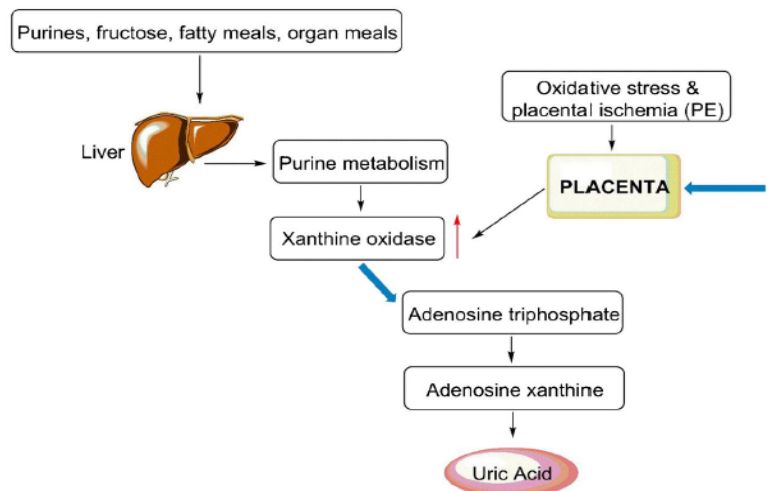 Purines, fructose, fatty meals, organ meals
Oxidative stress &
placental ischemia (PE)
Liver
Purine metabolism
PLACENTA
Xanthine oxidase
Adenosine triphosphate
Adenosine xanthine
Uric Acid